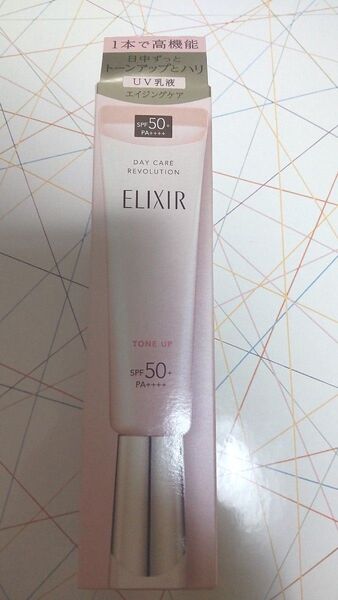 1本で高機能
日中ずっと
トーンアップとハリ
UV乳液
エイジングケア
SPF50+
PA++++
DAY CARE
REVOLUTION
ELIXIR
TONE UP
SPF50+
PA++++